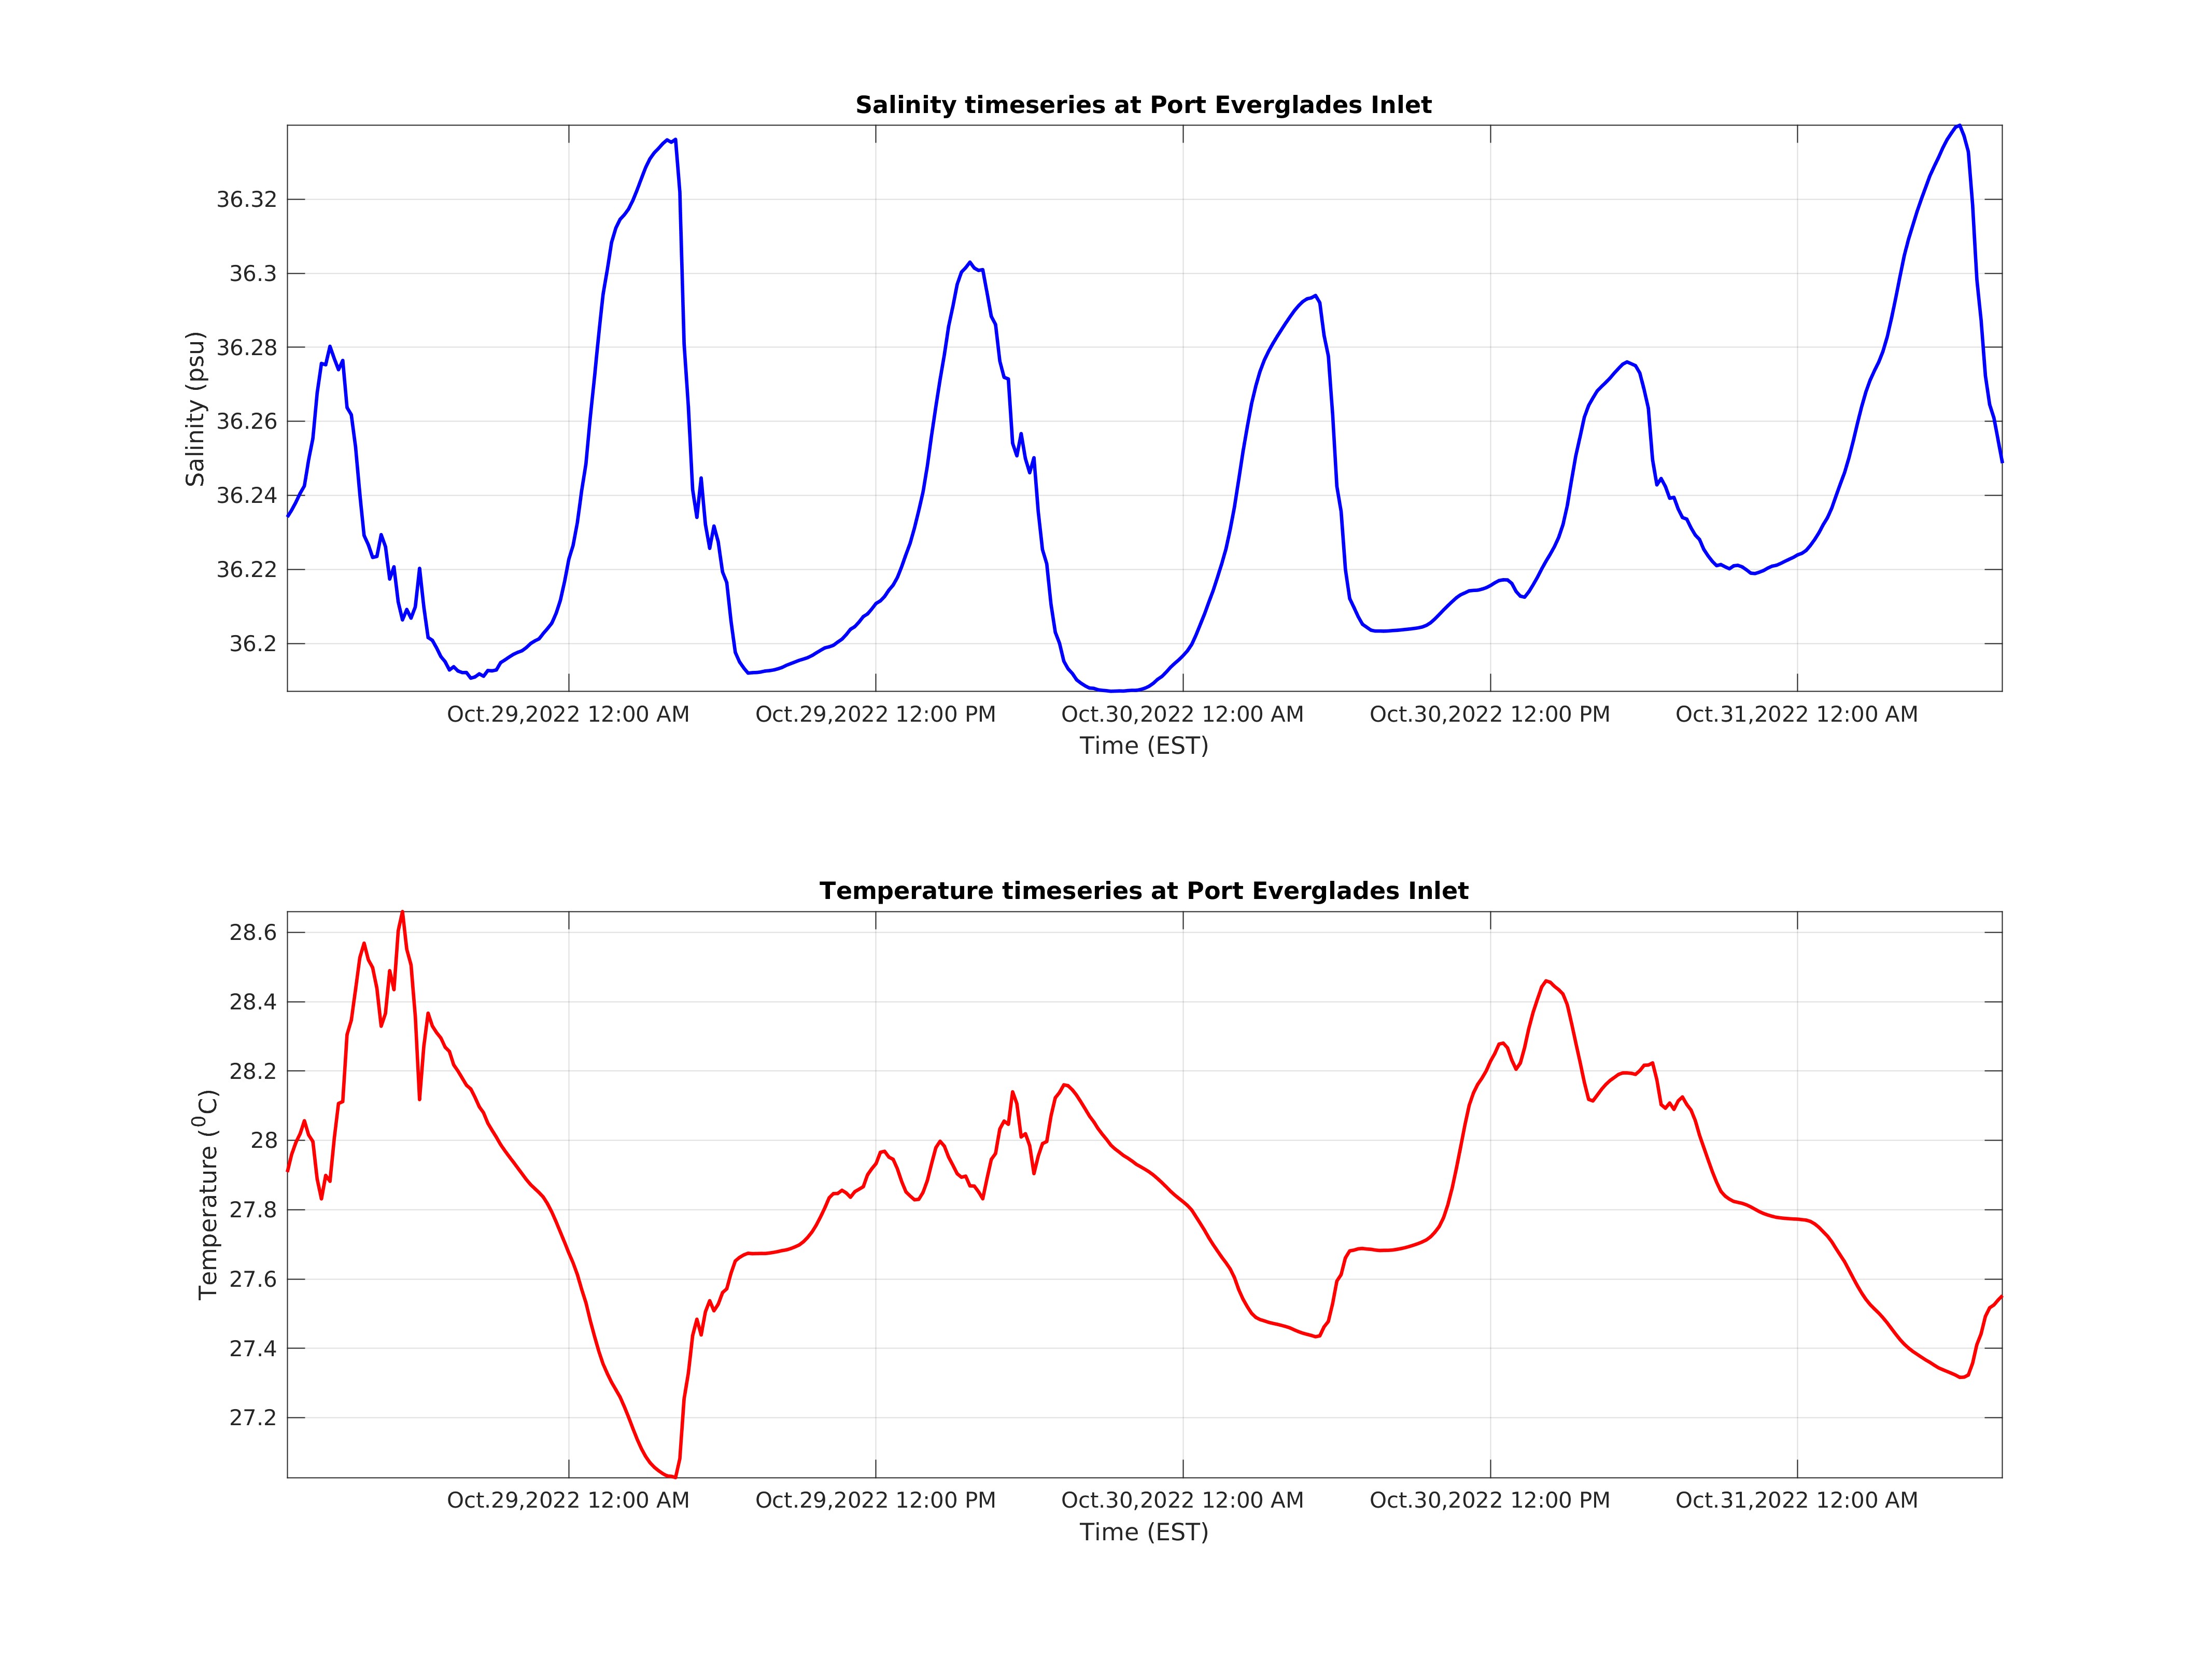 Salinity timeseries at Port Everglades Inlet
Salinity (psu)
36.32
36.3
36.28
36.26
36.24
36.22
36.2
Oct.29,2022 12:00 AM Oct.29,2022 12:00 PM Oct.30,2022 12:00 AM Oct.30,2022 12:00 PM Oct.31,2022 12:00 AM
Time (EST)
Temperature timeseries at Port Everglades Inlet
Temperature (⁰C)
28.6
28.4
28.2
28
27.8
27.6
27.4
27.2
Oct.29,2022 12:00 AM Oct.29,2022 12:00 PM Oct.30,2022 12:00 AM Oct.30,2022 12:00 PM Oct.31,2022 12:00 AM
Time (EST)